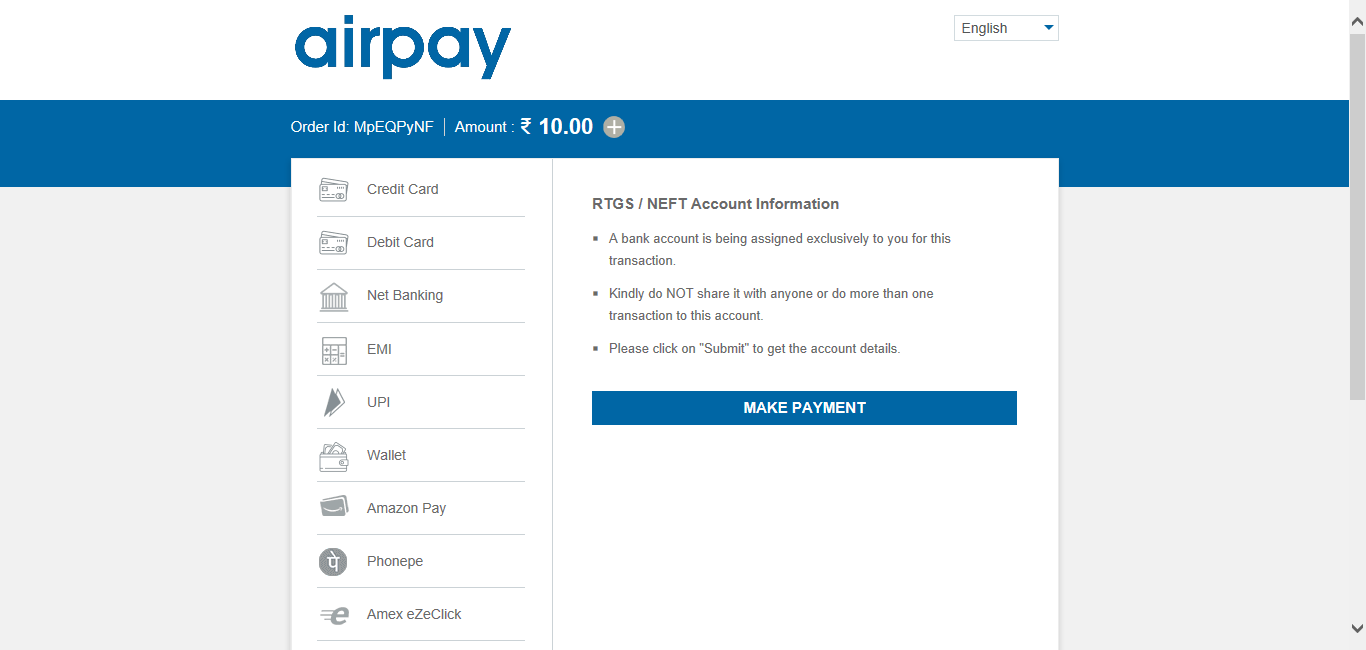 airpay
English
Order Id: MpEQPyNF
Amount : ₹ 10.00
Credit Card
Debit Card
Net Banking
EMI
UPI
Wallet
Amazon Pay
पे
Phonepe
e
Amex eZeClick
RTGS / NEFT Account Information
A bank account is being assigned exclusively to you for this
transaction.
Kindly do NOT share it with anyone or do more than one
transaction to this account.
Please click on "Submit" to get the account details.
MAKE PAYMENT